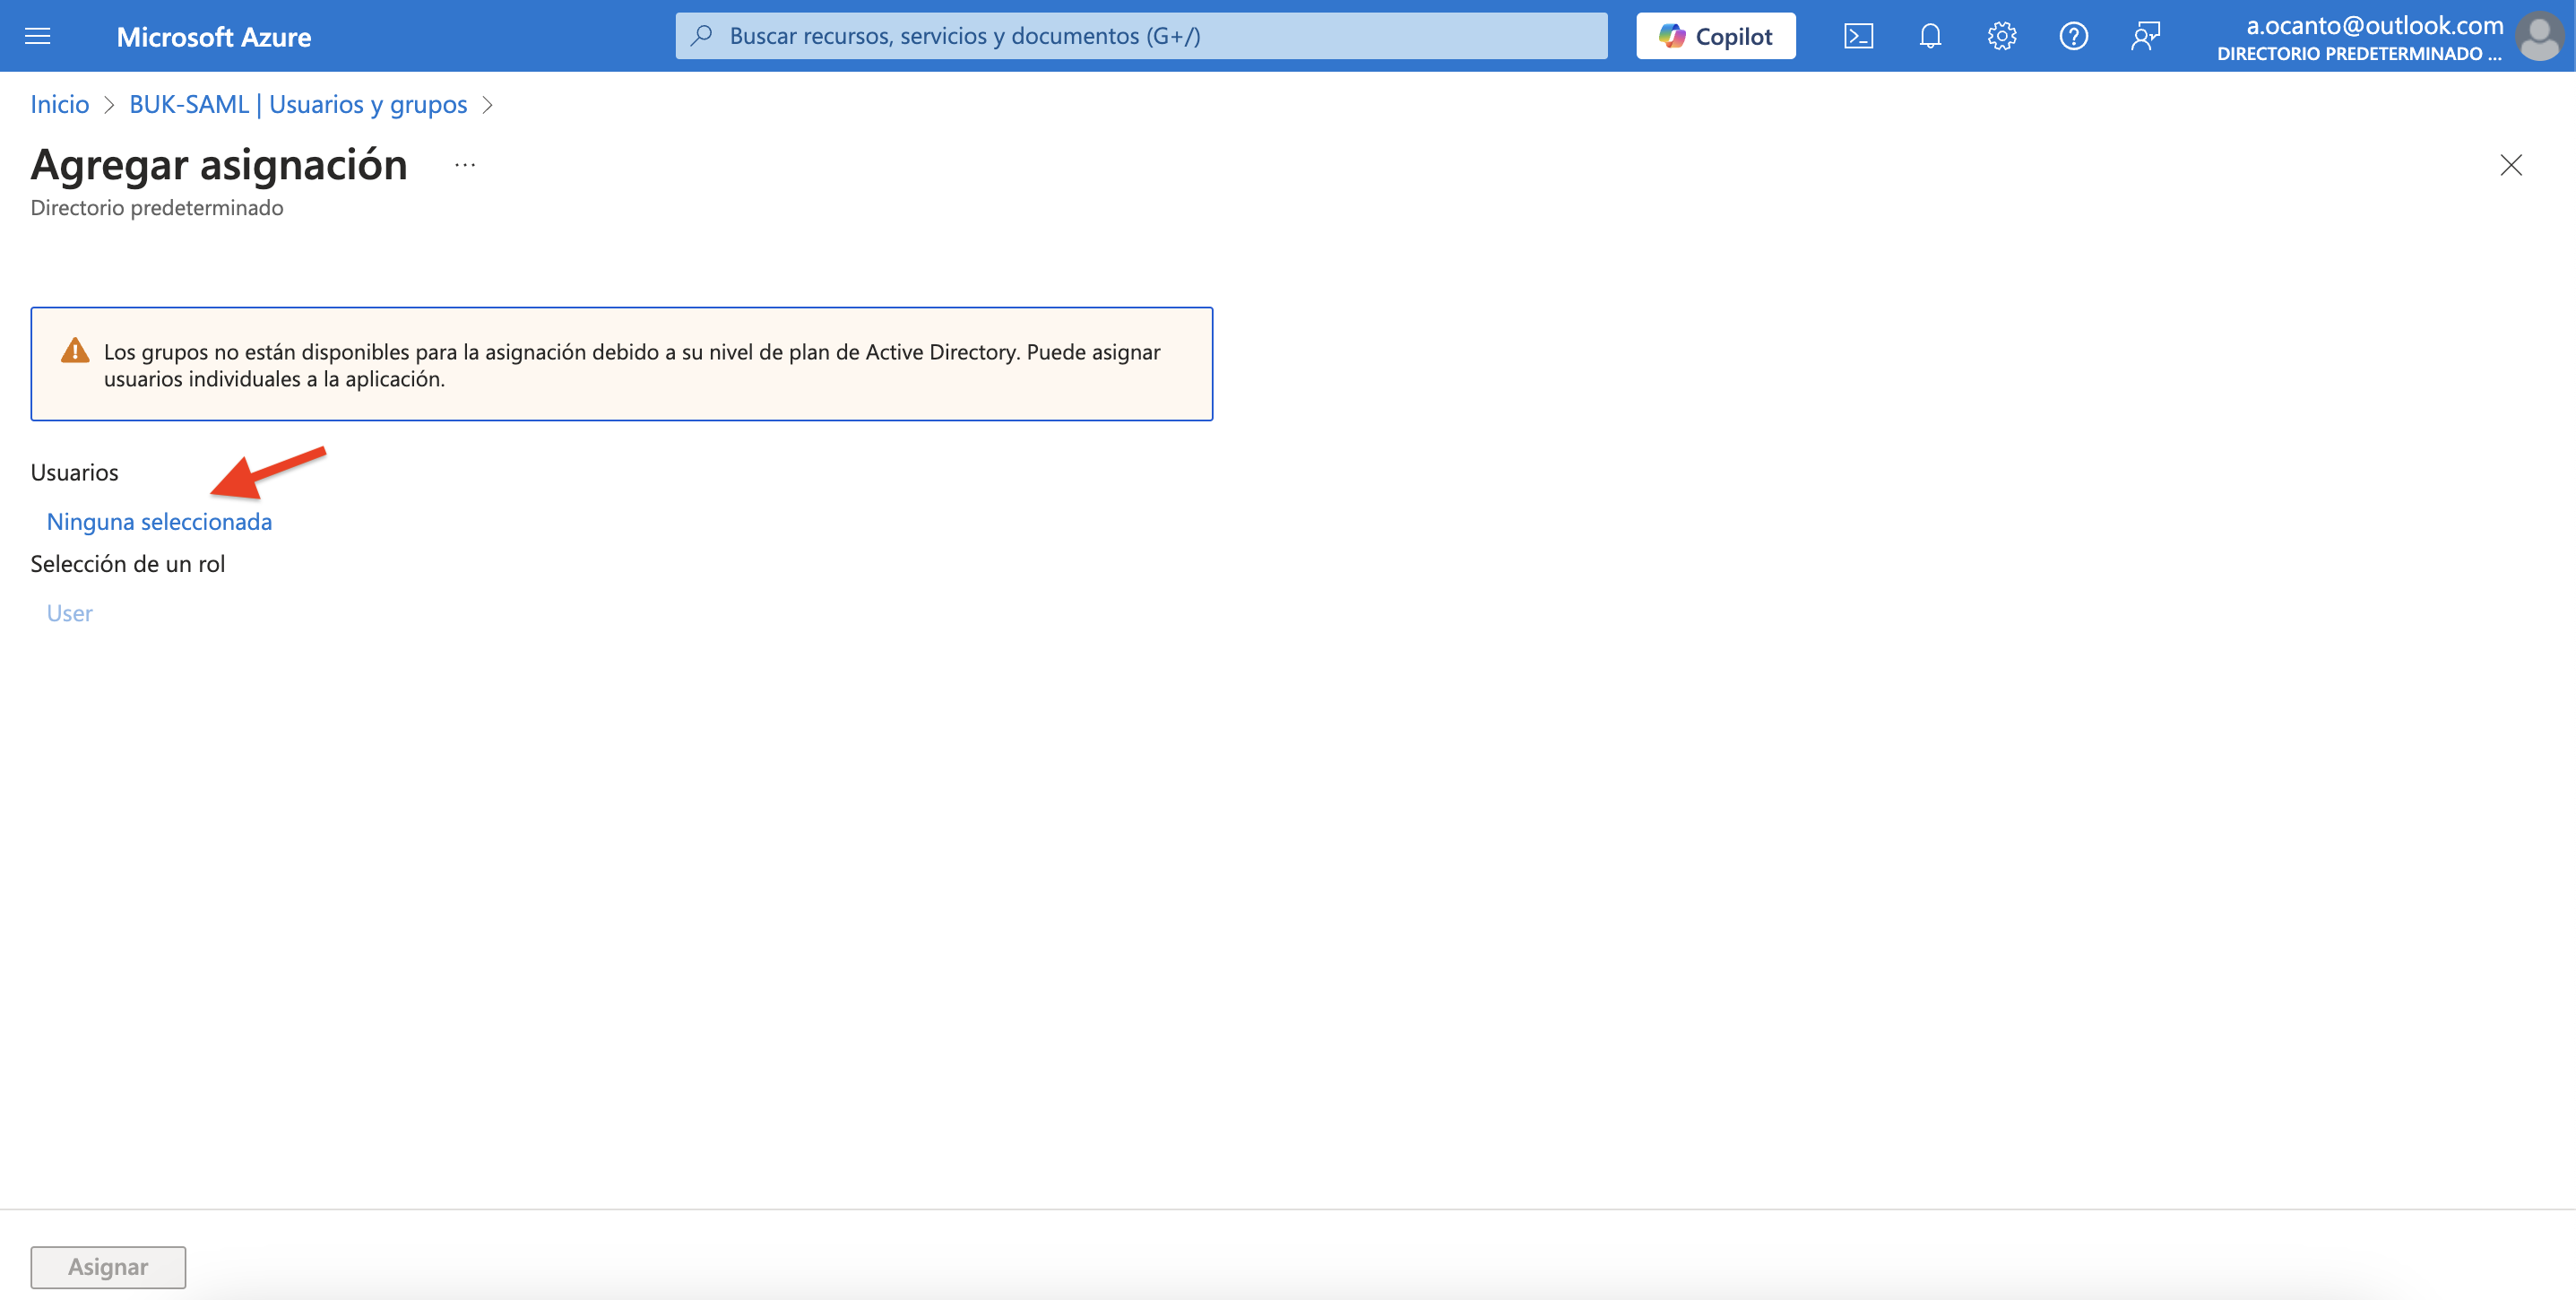 Microsoft Azure
Buscar recursos, servicios y documentos (G+/)
Copilot
a.ocanto@outlook.com
DIRECTORIO PREDETERMINADO ...
Inicio > BUK-SAML | Usuarios y grupos >
Agregar asignación ...
Directorio predeterminado
Los grupos no están disponibles para la asignación debido a su nivel de plan de Active Directory. Puede asignar
usuarios individuales a la aplicación.
Usuarios
Ninguna seleccionada
Selección de un rol
User
Asignar